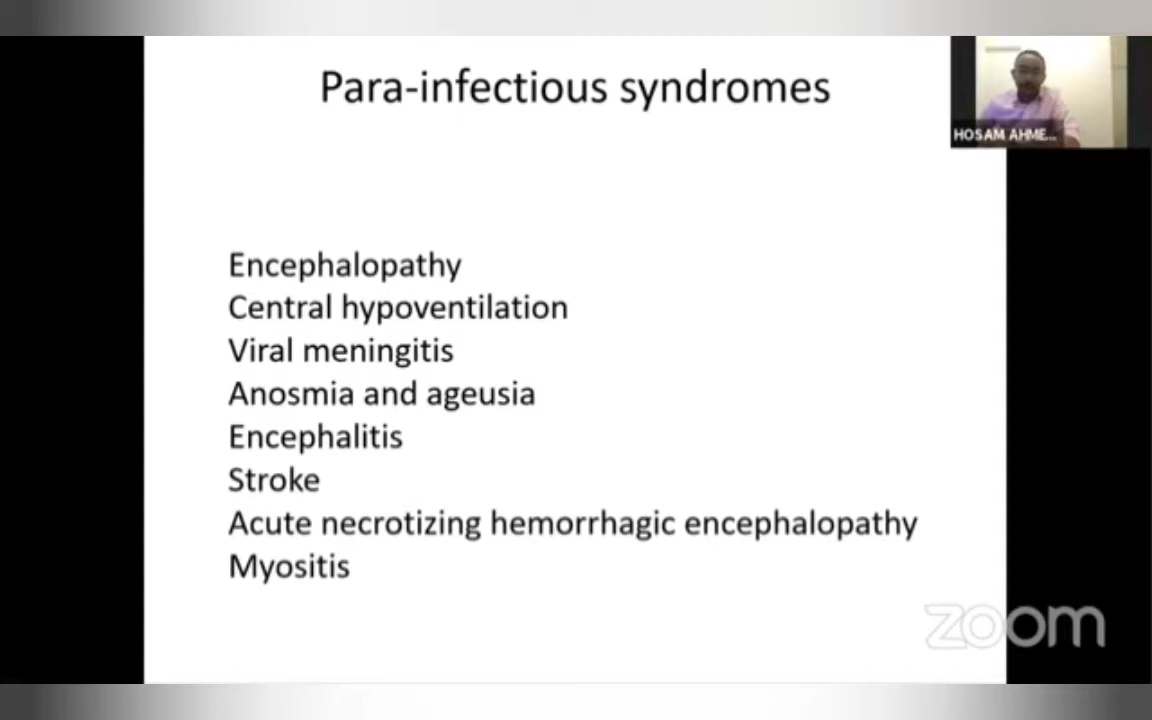 Para-infectious syndromes
HOSAM AHME...
Encephalopathy
Central hypoventilation
Viral meningitis
Anosmia and ageusia
Encephalitis
Stroke
Acute necrotizing hemorrhagic encephalopathy
Myositis
zoom